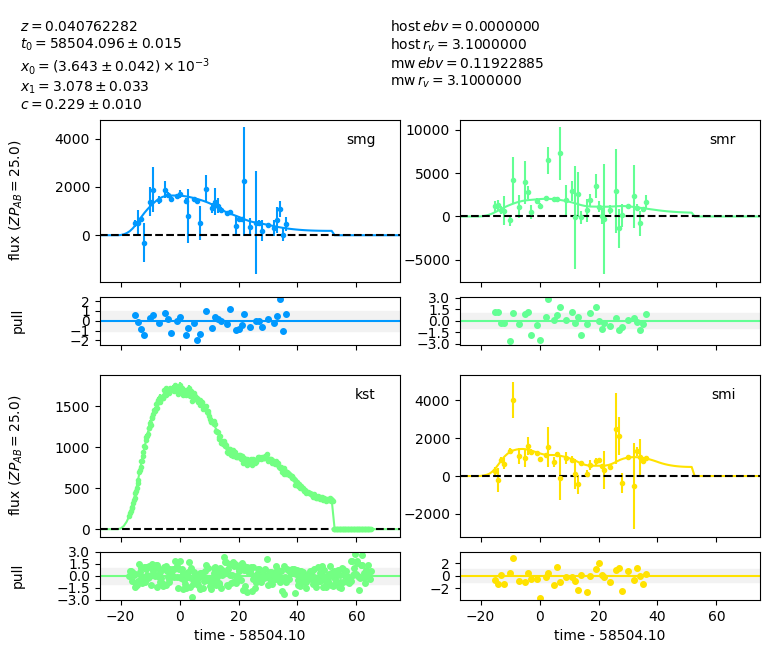 z = 0.040762282
t₀ = 58504.096 ± 0.015
x₀ = (3.643 ± 0.042) × 10⁻³
x₁ = 3.078 ± 0.033
c = 0.229 ± 0.010
host ebv = 0.0000000
host r_v = 3.1000000
mw ebv = 0.11922885
mw r_v = 3.1000000
smg
flux (ZP_AB = 25.0)
4000
2000
0
smr
10000
5000
0
−5000
pull
2
1
0
−1
−2
3.0
1.5
0.0
−1.5
−3.0
kst
flux (ZP_AB = 25.0)
1500
1000
500
0
smi
4000
2000
0
−2000
pull
3.0
1.5
0.0
−1.5
−3.0
−20 0 20 40 60
time - 58504.10
2
0
−2
−20 0 20 40 60
time - 58504.10